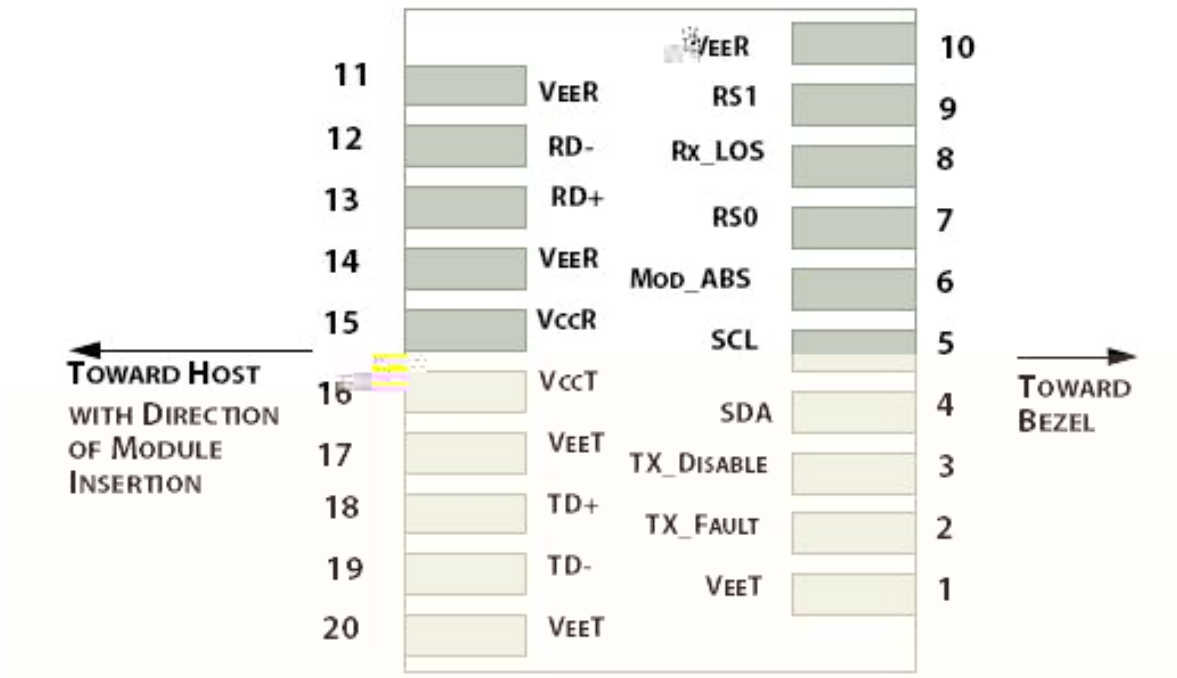 VEER 10
11 VEER
RS1 9
12 RD-
Rx_LOS 8
13 RD+
RS0 7
14 VEER
MOD_ABS 6
15 VCCR
SCL 5
TOWARD HOST
WITH DIRECTION
OF MODULE
INSERTION
16 VCCT
TOWARD
BEZEL
SDA 4
17 VEET
TX_DISABLE 3
18 TD+
TX_FAULT 2
19 TD-
VEET 1
20 VEET